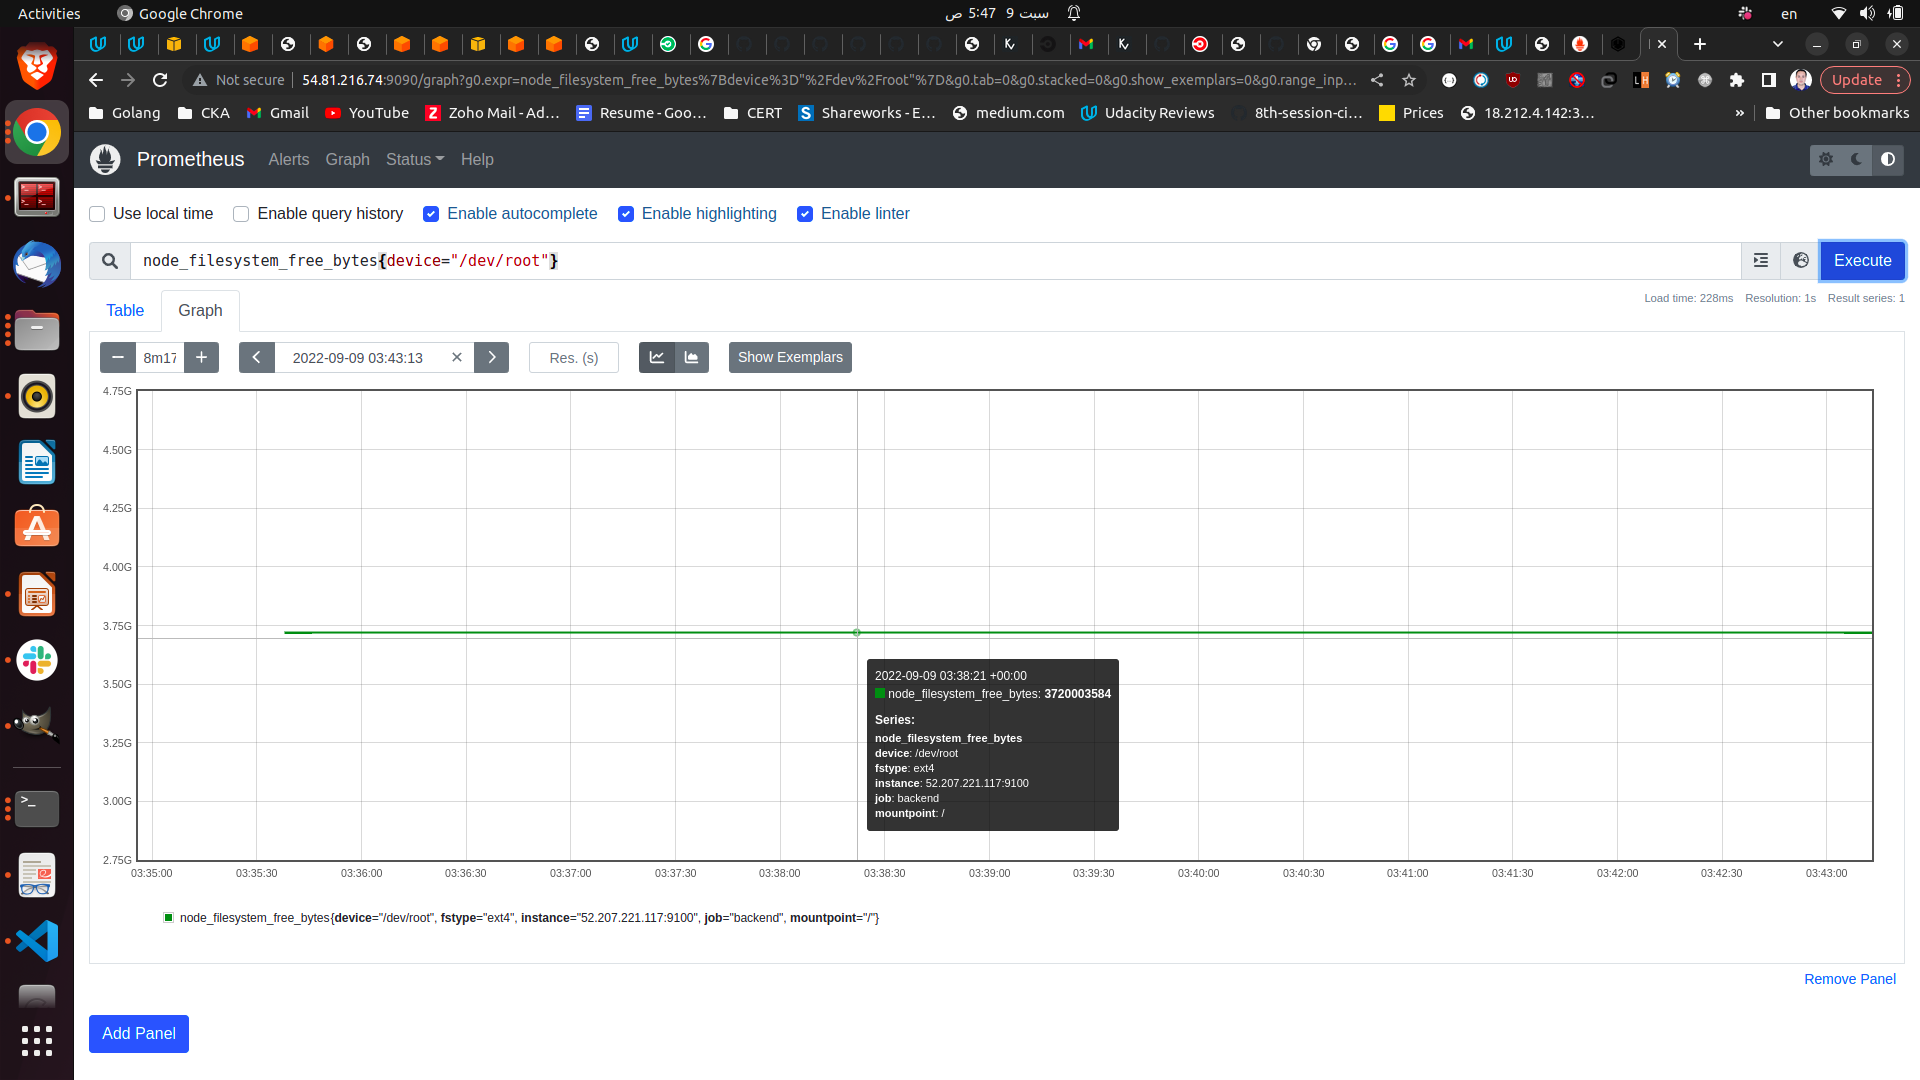 Activities Google Chrome سبت 9 5:47 ص en
Not secure 54.81.216.74:9090/graph?g0.expr=node_filesystem_free_bytes%7Bdevice%3D"%2Fdev%2Froot"%7D&g0.tab=0&g0.stacked=0&g0.show_exemplars=0&g0.range_inp… Update
Golang CKA Gmail YouTube Zoho Mail - Ad… Resume - Goo… CERT Shareworks - E… medium.com Udacity Reviews 8th-session-ci… Prices 18.212.4.142:3… » Other bookmarks
Prometheus Alerts Graph Status Help
Use local time Enable query history Enable autocomplete Enable highlighting Enable linter
node_filesystem_free_bytes{device="/dev/root"} Execute
Load time: 228ms Resolution: 1s Result series: 1
Table Graph
8m17 2022-09-09 03:43:13 Res. (s) Show Exemplars
4.75G
4.50G
4.25G
4.00G
3.75G
3.50G
3.25G
3.00G
2.75G
2022-09-09 03:38:21 +00:00
node_filesystem_free_bytes: 3720003584
Series:
node_filesystem_free_bytes
device: /dev/root
fstype: ext4
instance: 52.207.221.117:9100
job: backend
mountpoint: /
03:35:00 03:35:30 03:36:00 03:36:30 03:37:00 03:37:30 03:38:00 03:38:30 03:39:00 03:39:30 03:40:00 03:40:30 03:41:00 03:41:30 03:42:00 03:42:30 03:43:00
node_filesystem_free_bytes{device="/dev/root", fstype="ext4", instance="52.207.221.117:9100", job="backend", mountpoint="/"}
Remove Panel
Add Panel